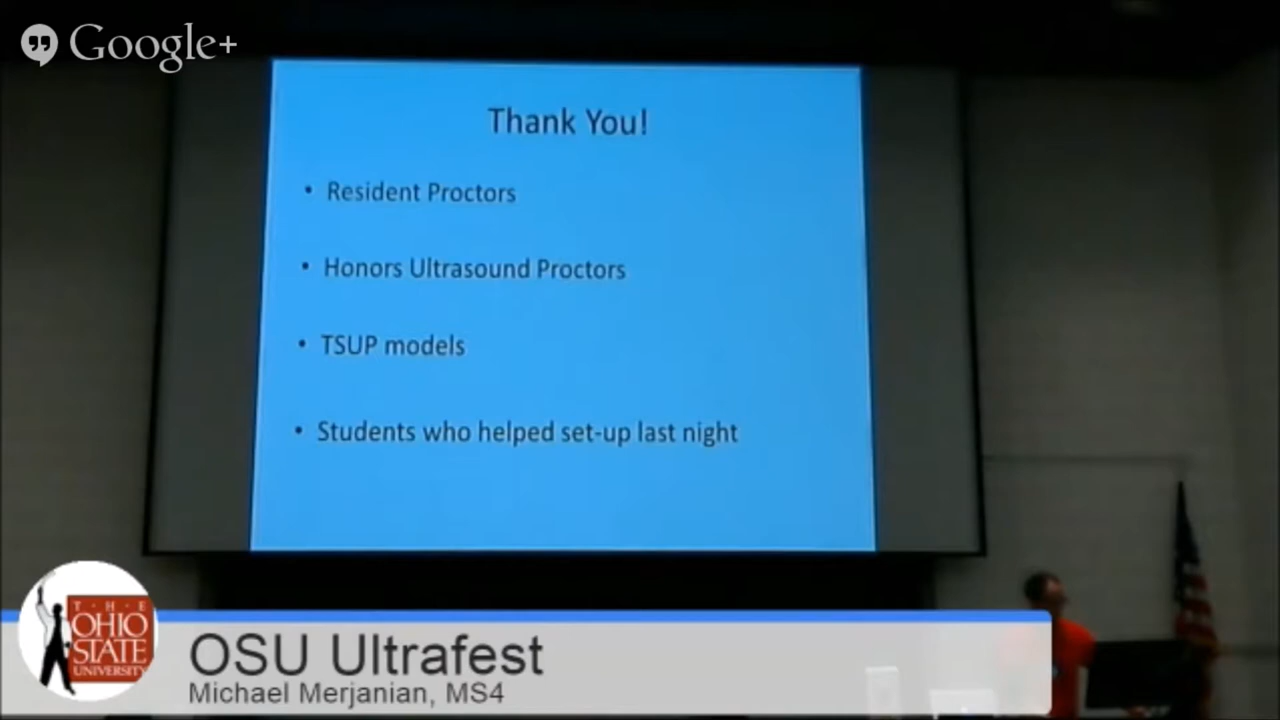 Google+
Thank You!
• Resident Proctors
• Honors Ultrasound Proctors
• TSUP models
• Students who helped set-up last night
T·H·E
OHIO
STATE
UNIVERSITY
OSU Ultrafest
Michael Merjanian, MS4